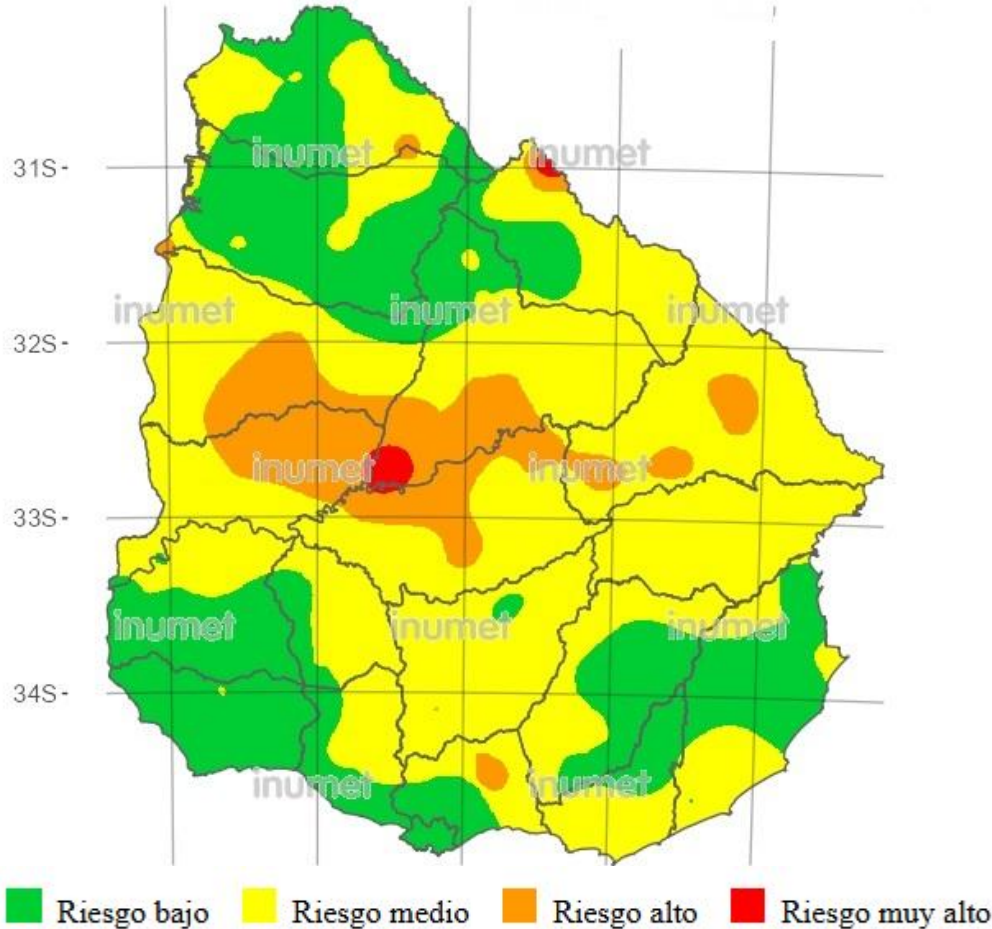 inumet inumet
31S-
inumet inumet inumet
32S-
inumet inumet
33S-
inumet inumet inumet
34S-
inumet inumet
Riesgo bajo Riesgo medio Riesgo alto Riesgo muy alto